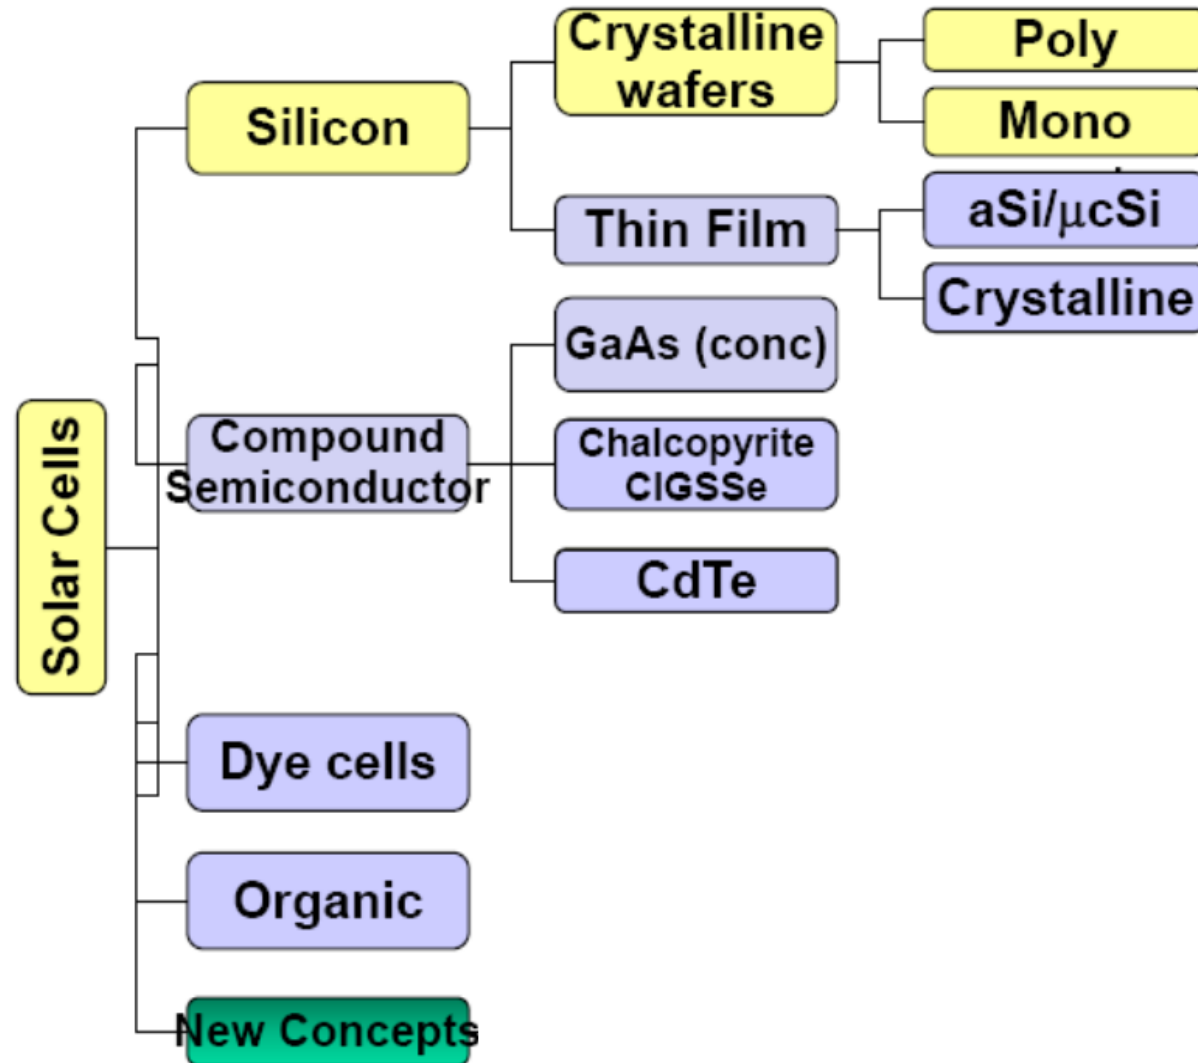 Crystalline
wafers
Poly
Mono
Silicon
Thin Film
aSi/μcSi
Crystalline
GaAs (conc)
Solar Cells
Compound
Semiconductor
Chalcopyrite
CIGSSe
CdTe
Dye cells
Organic
New Concepts